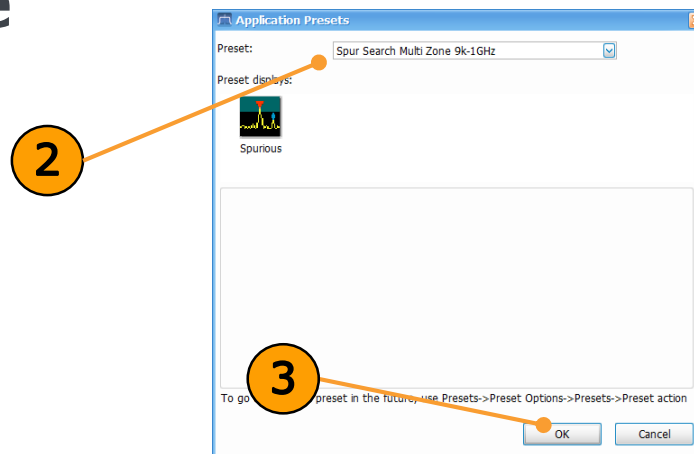 e
Application Presets
Preset:
Spur Search Multi Zone 9k-1GHz
Preset displays:
Spurious
2
3
To go preset in the future, use Presets->Preset Options->Presets->Preset action
OK Cancel